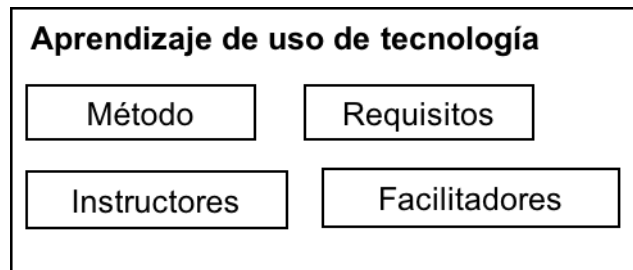 Aprendizaje de uso de tecnología
Método
Requisitos
Instructores
Facilitadores